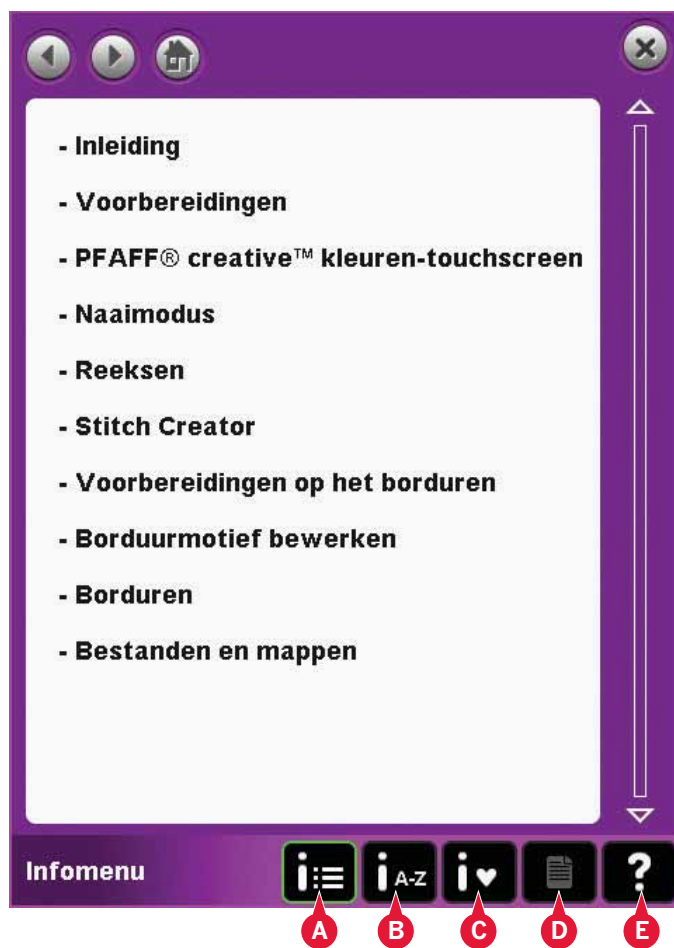 - Inleiding
- Voorbereidingen
- PFAFF® creative™ kleuren-touchscreen
- Naaimodus
- Reeksen
- Stitch Creator
- Voorbereidingen op het borduren
- Borduurmotief bewerken
- Borduren
- Bestanden en mappen
Infomenu i i A-Z i ?
A B C D E